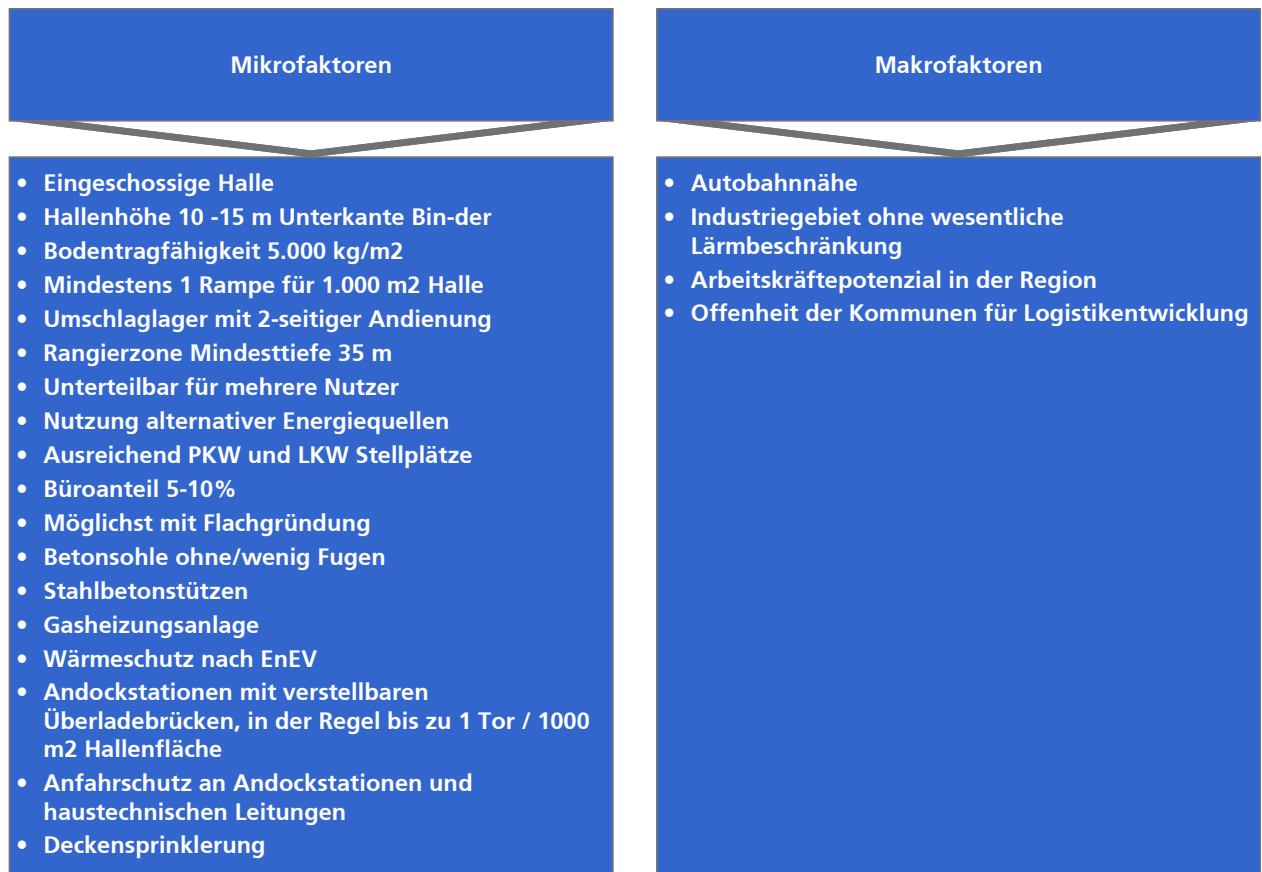 Mikrofaktoren
• Eingeschossige Halle
• Hallenhöhe 10 -15 m Unterkante Bin-der
• Bodentragfähigkeit 5.000 kg/m2
• Mindestens 1 Rampe für 1.000 m2 Halle
• Umschlaglager mit 2-seitiger Andienung
• Rangierzone Mindesttiefe 35 m
• Unterteilbar für mehrere Nutzer
• Nutzung alternativer Energiequellen
• Ausreichend PKW und LKW Stellplätze
• Büroanteil 5-10%
• Möglichst mit Flachgründung
• Betonsohle ohne/wenig Fugen
• Stahlbetonstützen
• Gasheizungsanlage
• Wärmeschutz nach EnEV
• Andockstationen mit verstellbaren
Überladebrücken, in der Regel bis zu 1 Tor / 1000
m2 Hallenfläche
• Anfahrschutz an Andockstationen und
haustechnischen Leitungen
• Deckensprinklerung
Makrofaktoren
• Autobahnnähe
• Industriegebiet ohne wesentliche
Lärmbeschränkung
• Arbeitskräftepotenzial in der Region
• Offenheit der Kommunen für Logistikentwicklung